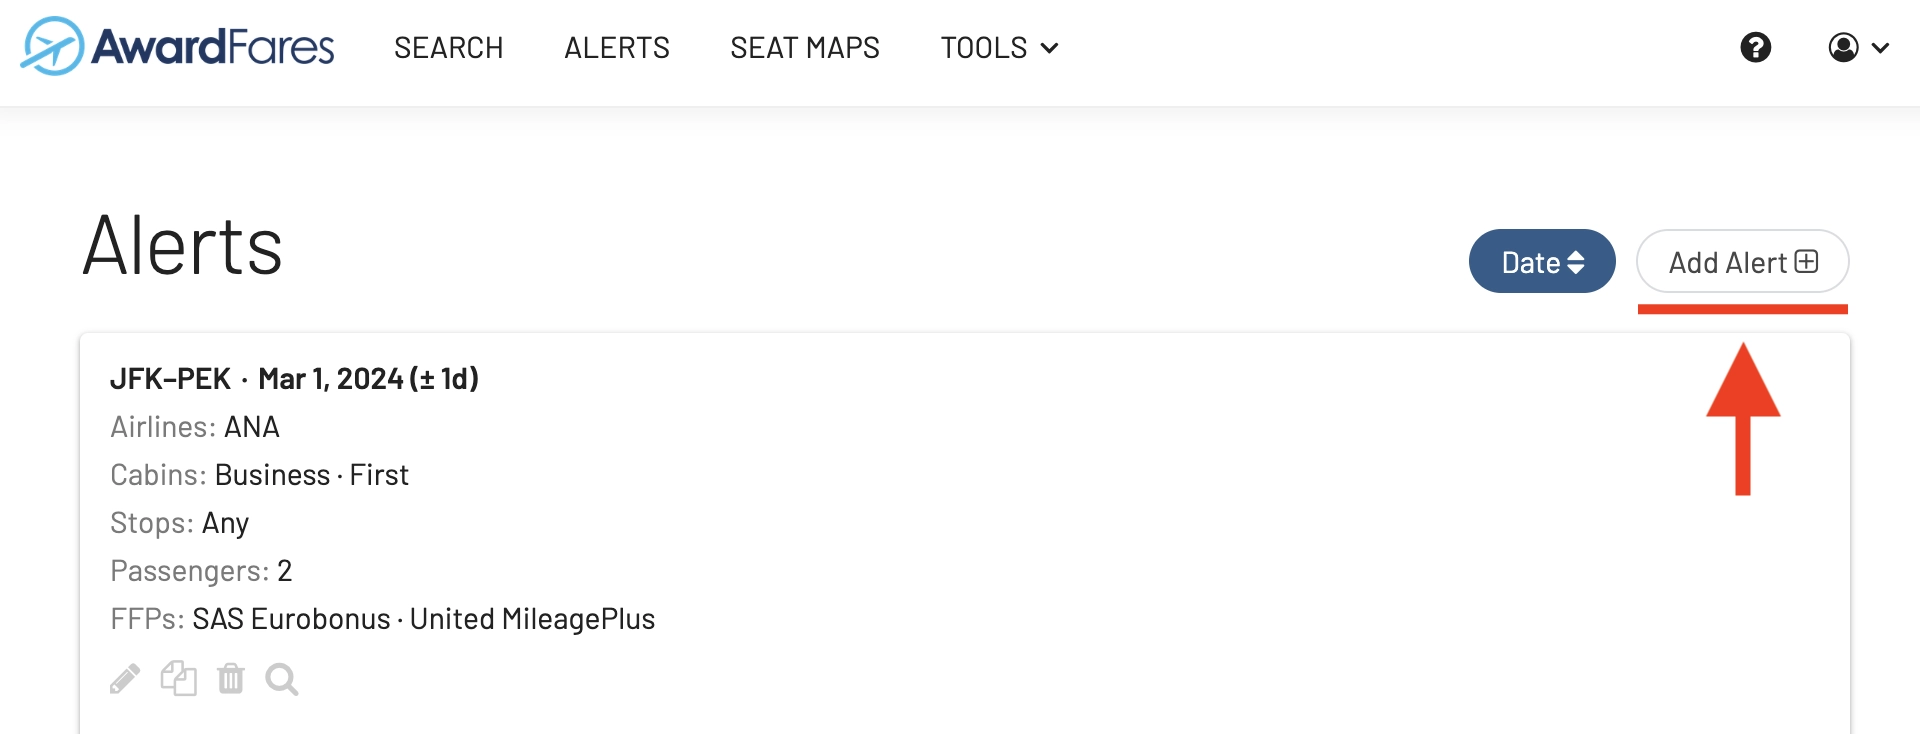 AwardFares SEARCH ALERTS SEAT MAPS TOOLS
Alerts
Date Add Alert
JFK–PEK · Mar 1, 2024 (± 1d)
Airlines: ANA
Cabins: Business · First
Stops: Any
Passengers: 2
FFPs: SAS Eurobonus · United MileagePlus